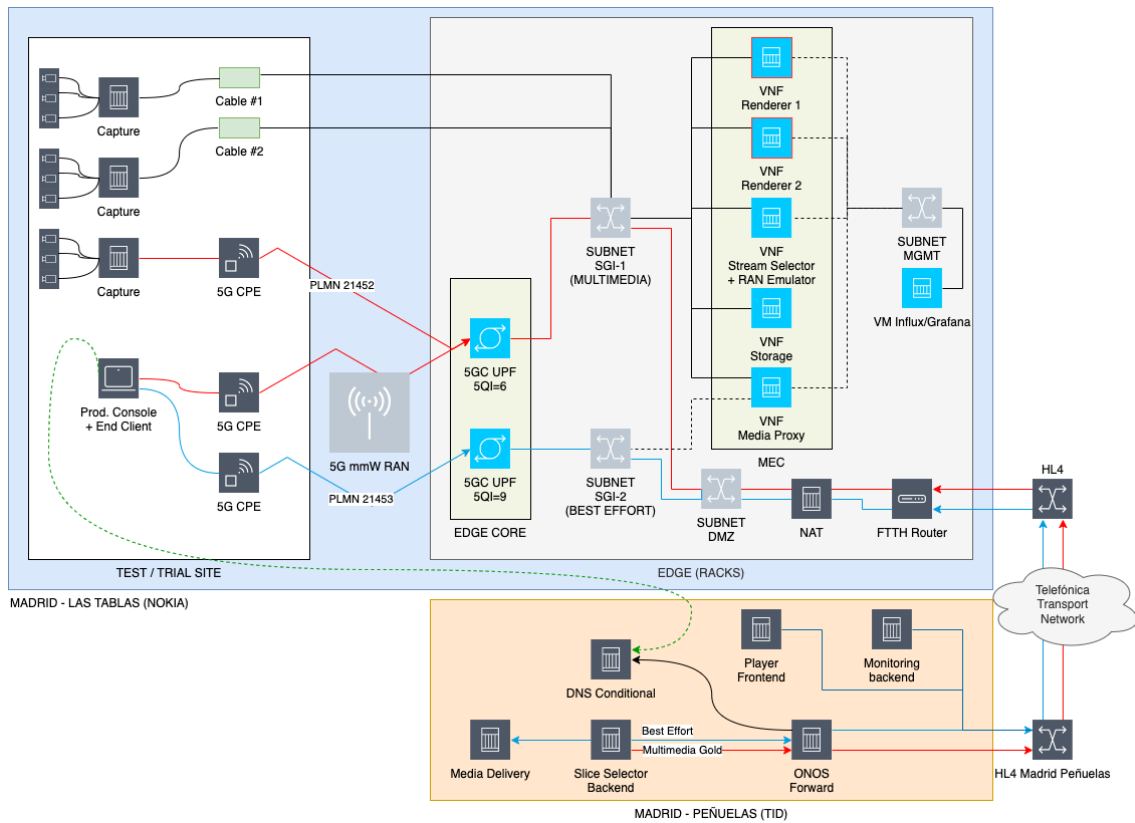 Capture
Cable #1
Capture
Cable #2
Capture
5G CPE
PLMN 21452
Prod. Console
+ End Client
5G CPE
5G CPE
5G mmW RAN
PLMN 21453
TEST / TRIAL SITE
5GC UPF
5QI=6
5GC UPF
5QI=9
EDGE CORE
SUBNET
SGI-1
(MULTIMEDIA)
SUBNET
SGI-2
(BEST EFFORT)
VNF
Renderer 1
VNF
Renderer 2
VNF
Stream Selector
+ RAN Emulator
VNF
Storage
VNF
Media Proxy
MEC
SUBNET
MGMT
VM Influx/Grafana
SUBNET
DMZ
NAT
FTTH Router
EDGE (RACKS)
HL4
MADRID - LAS TABLAS (NOKIA)
Telefónica
Transport
Network
DNS Conditional
Player
Frontend
Monitoring
backend
Media Delivery
Slice Selector
Backend
Best Effort
Multimedia Gold
ONOS
Forward
HL4 Madrid Peñuelas
MADRID - PEÑUELAS (TID)